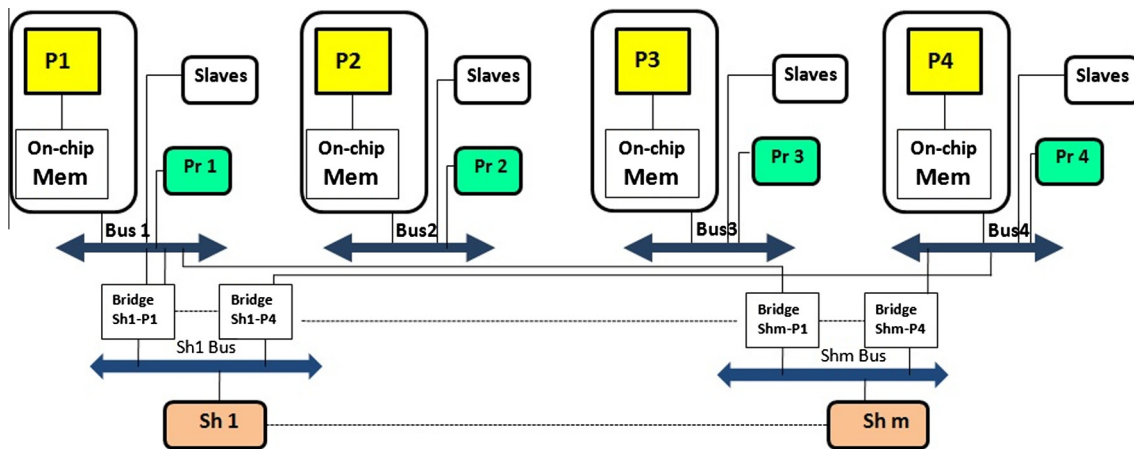 P1
Slaves
On-chip
Mem
Pr 1
Bus 1
P2
Slaves
On-chip
Mem
Pr 2
Bus2
P3
Slaves
On-chip
Mem
Pr 3
Bus3
P4
Slaves
On-chip
Mem
Pr 4
Bus4
Bridge
Sh1-P1
Bridge
Sh1-P4
Bridge
Shm-P1
Bridge
Shm-P4
Sh1 Bus
Shm Bus
Sh 1
Sh m